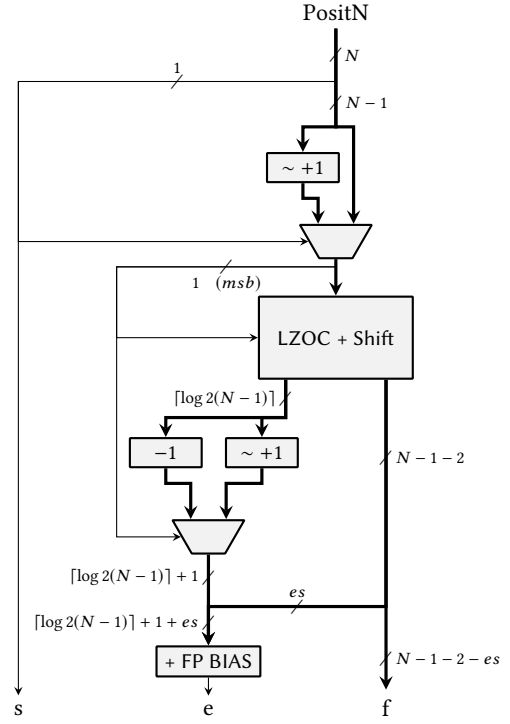 PositN
N
1
N − 1
∼ +1
1 (msb)
LZOC + Shift
⌈log 2(N − 1)⌉
−1
∼ +1
N − 1 − 2
⌈log 2(N − 1)⌉ + 1
es
⌈log 2(N − 1)⌉ + 1 + es
+ FP BIAS
N − 1 − 2 − es
s
e
f